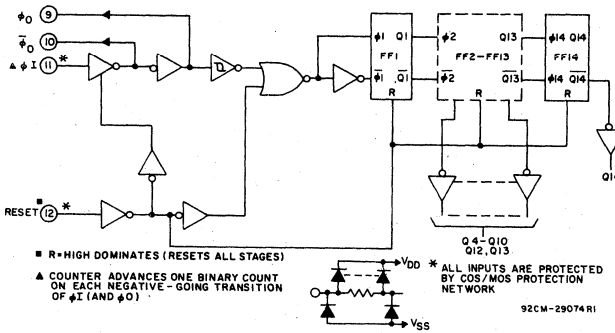 ϕ₀ 9
ϕ̅₀ 10
▲ ϕI 11 *
FF1
ϕ1 Q1
ϕ̅1 Q̅1
R
FF2-FF13
ϕ2 Q13
ϕ̅2 Q̅13
R
FF14
ϕ14 Q14
ϕ̅14 Q̅14
R
Q14
■ RESET 12 *
Q4-Q10
Q12, Q13
■ R=HIGH DOMINATES (RESETS ALL STAGES)
▲ COUNTER ADVANCES ONE BINARY COUNT
ON EACH NEGATIVE-GOING TRANSITION
OF ϕI (AND ϕO)
VDD
VSS
* ALL INPUTS ARE PROTECTED
BY COS/MOS PROTECTION
NETWORK
92CM-29074R1